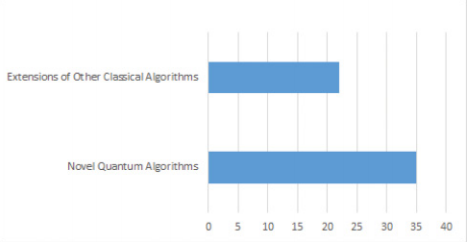 Extensions of Other Classical Algorithms
Novel Quantum Algorithms
0 5 10 15 20 25 30 35 40